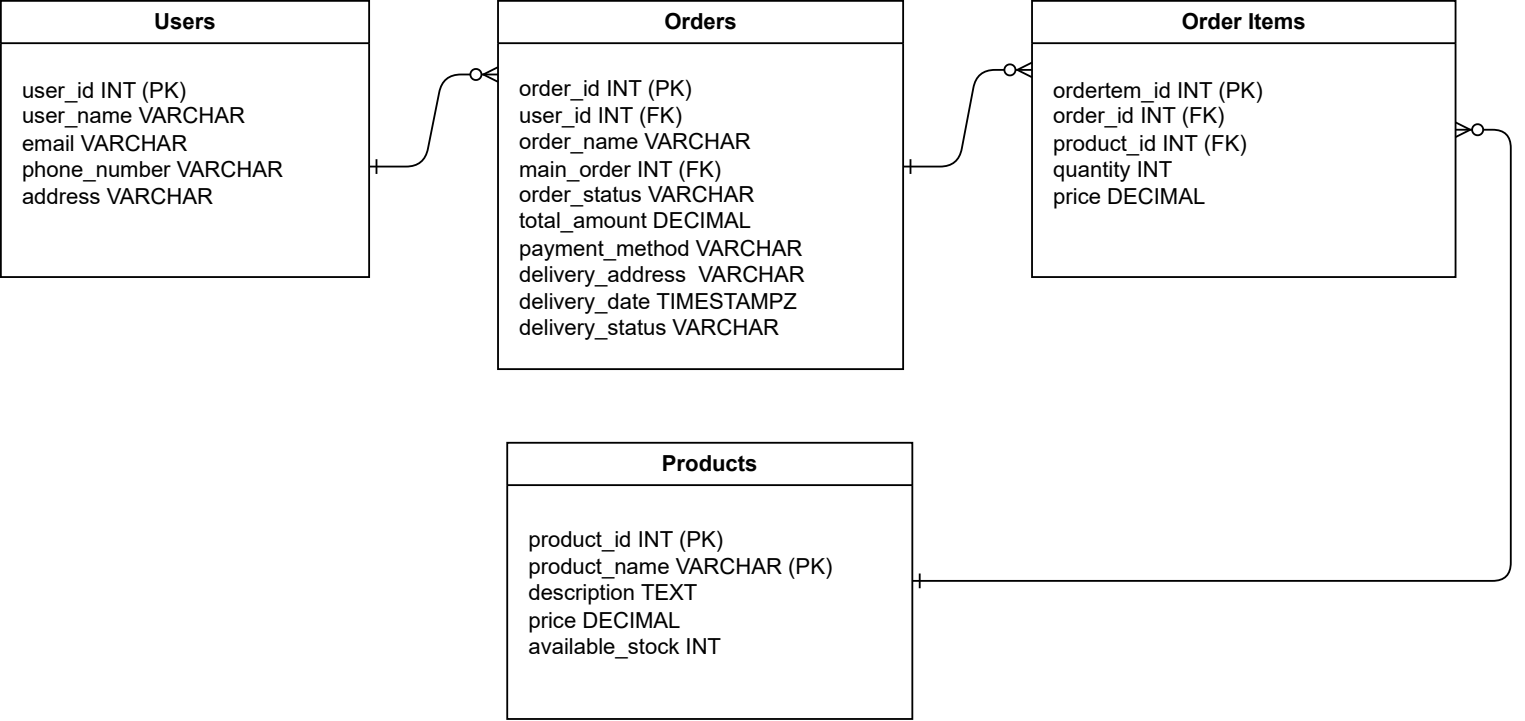 Users
user_id INT (PK)
user_name VARCHAR
email VARCHAR
phone_number VARCHAR
address VARCHAR
Orders
order_id INT (PK)
user_id INT (FK)
order_name VARCHAR
main_order INT (FK)
order_status VARCHAR
total_amount DECIMAL
payment_method VARCHAR
delivery_address  VARCHAR
delivery_date TIMESTAMPZ
delivery_status VARCHAR
Order Items
ordertem_id INT (PK)
order_id INT (FK)
product_id INT (FK)
quantity INT
price DECIMAL
Products
product_id INT (PK)
product_name VARCHAR (PK)
description TEXT
price DECIMAL
available_stock INT